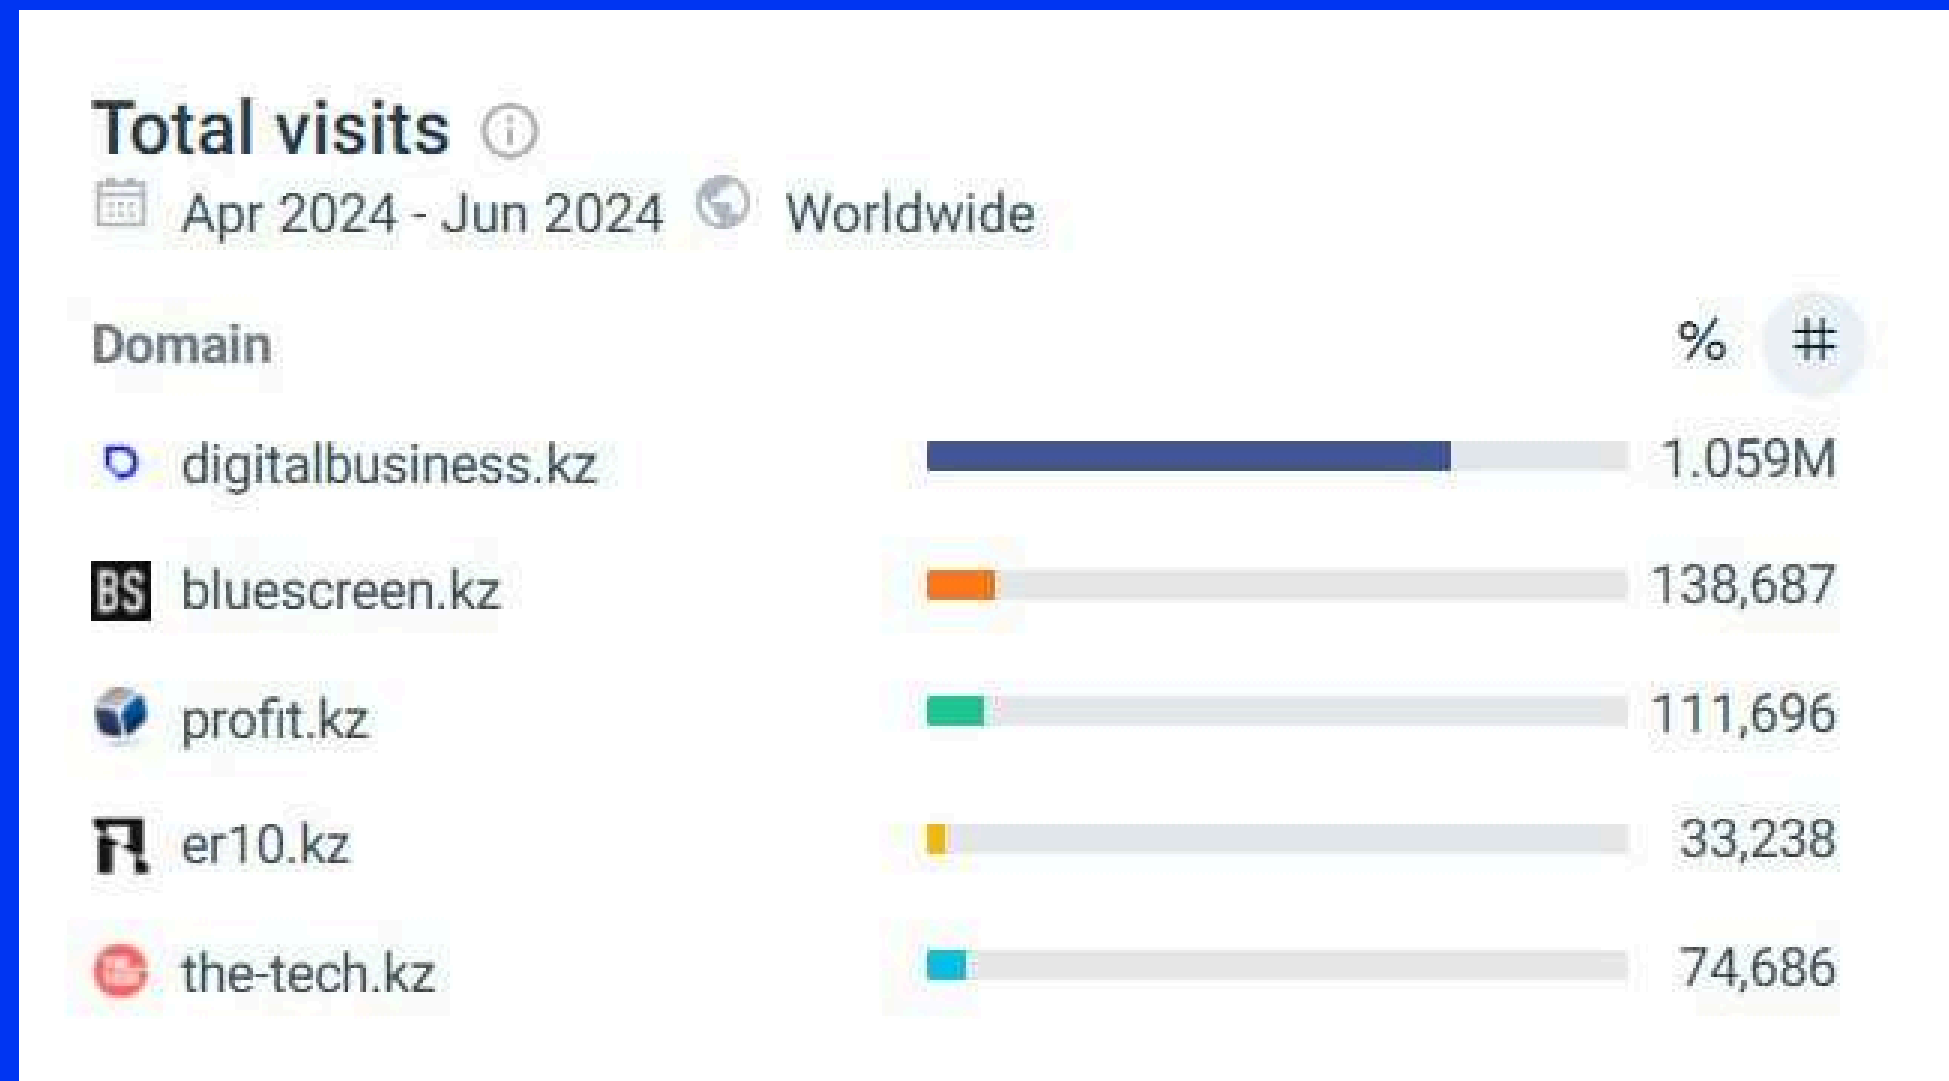 Total visits
Apr 2024 - Jun 2024 Worldwide
Domain % #
digitalbusiness.kz 1.059M
BS bluescreen.kz 138,687
profit.kz 111,696
er10.kz 33,238
the-tech.kz 74,686